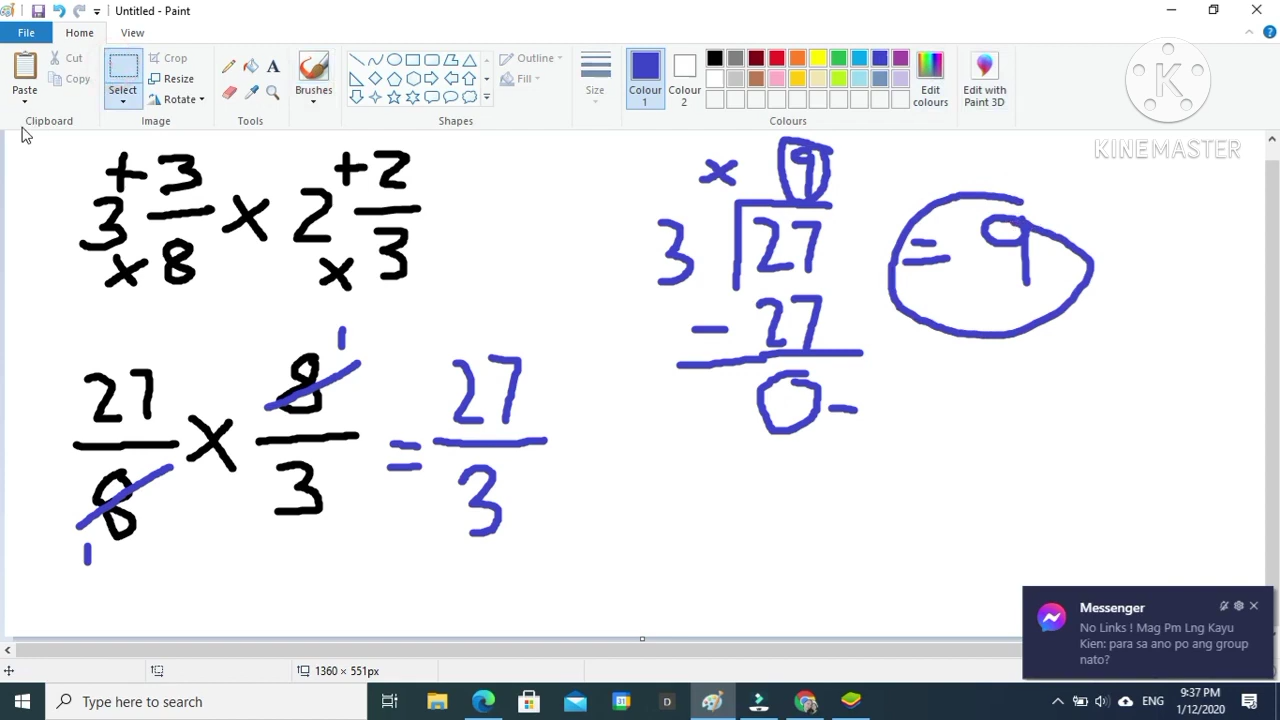 Untitled - Paint
File Home View
Paste Cut Copy Clipboard
Select Crop Resize Rotate Image
A Tools
Brushes
Outline Fill Shapes
Size
Colour 1 Colour 2 Edit colours Colours
Edit with Paint 3D
K
KINEMASTER
+ 3 + 2
3 — × 2 —
× 8 × 3
27/8 × 8/3 = 27/3
1 1
× 9
3 27
- 27
0 -
= 9
Messenger
No Links ! Mag Pm Lng Kayu
Kien: para sa ano po ang group
nato?
1360 × 551px
Type here to search
D
ENG
9:37 PM
1/12/2020